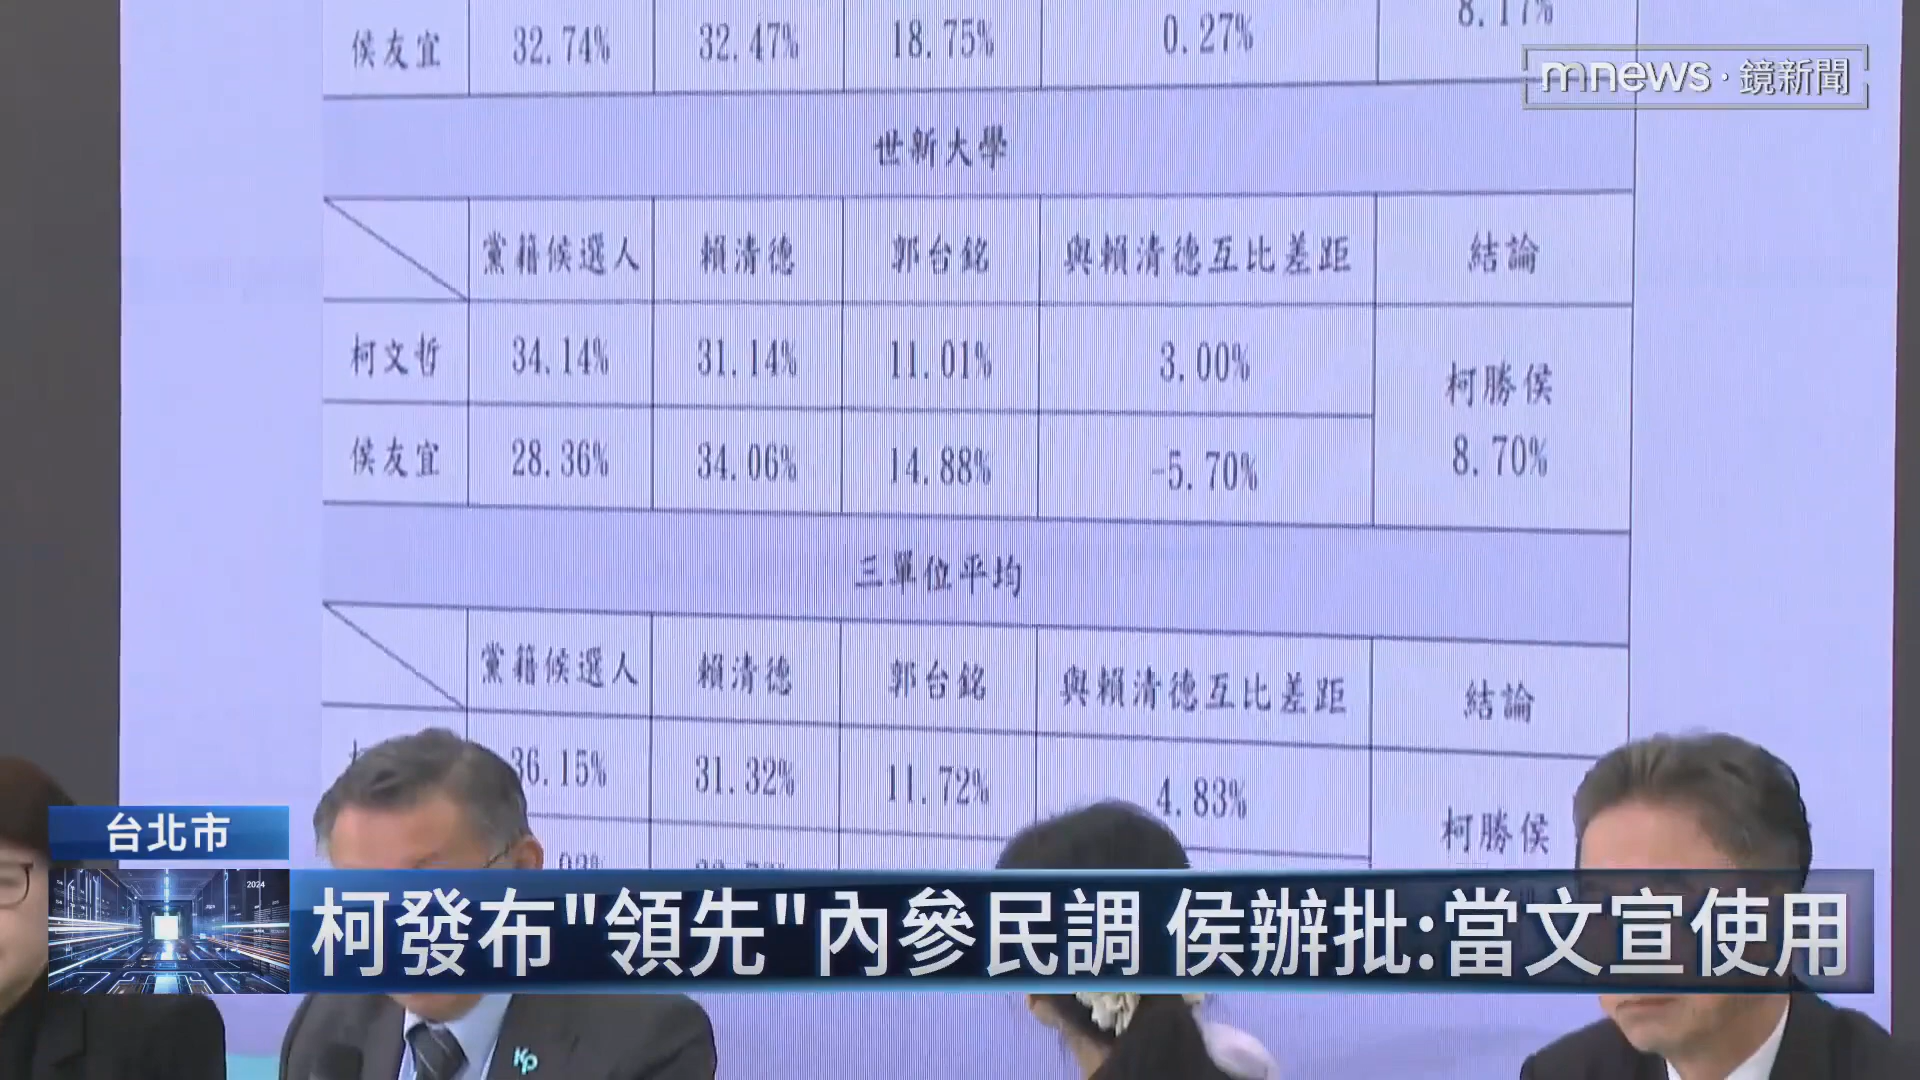 侯友宜 32.74% 32.47% 18.75% 0.27% 8.17%
mnews·鏡新聞
世新大學
黨籍候選人 賴清德 郭台銘 與賴清德互比差距 結論
柯文哲 34.14% 31.14% 11.01% 3.00%
柯勝侯
8.70%
侯友宜 28.36% 34.06% 14.88% -5.70%
三單位平均
黨籍候選人 賴清德 郭台銘 與賴清德互比差距 結論
36.15% 31.32% 11.72% 4.83%
柯勝侯
台北市
2024
柯發布"領先"內參民調 侯辦批:當文宣使用
KP